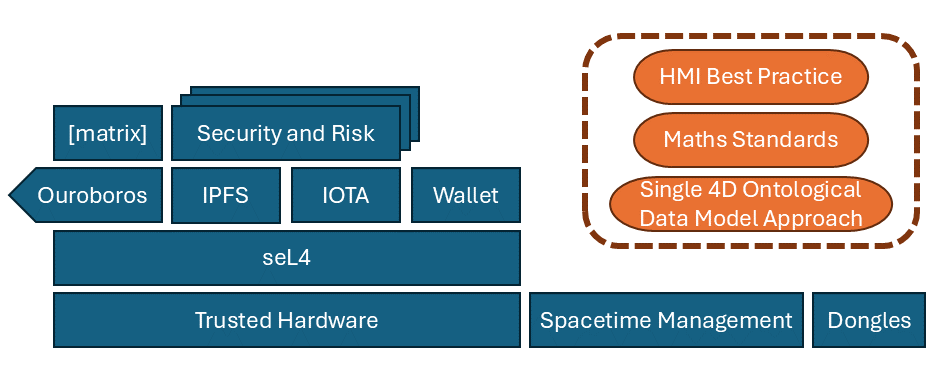 HMI Best Practice
Maths Standards
Single 4D Ontological
Data Model Approach
[matrix]
Security and Risk
Ouroboros
IPFS
IOTA
Wallet
seL4
Trusted Hardware
Spacetime Management
Dongles